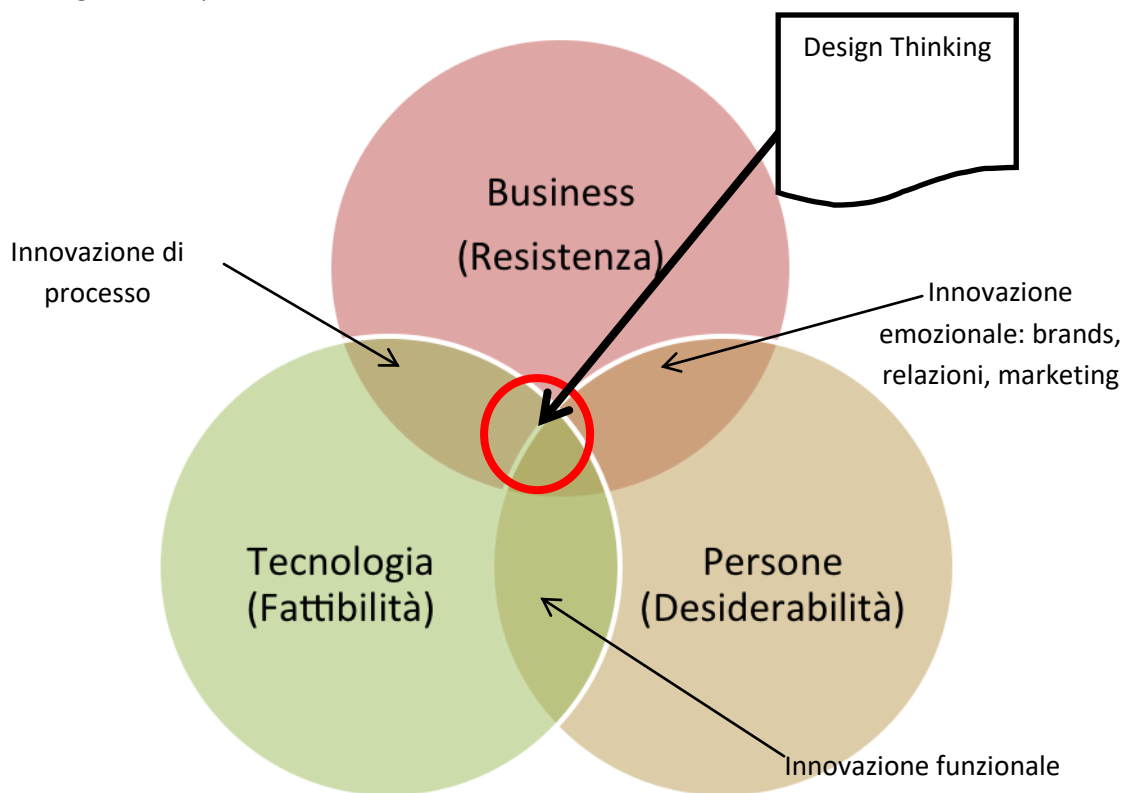 Design Thinking
Business
(Resistenza)
Innovazione di
processo
Innovazione
emozionale: brands,
relazioni, marketing
Tecnologia
(Fattibilità)
Persone
(Desiderabilità)
Innovazione funzionale